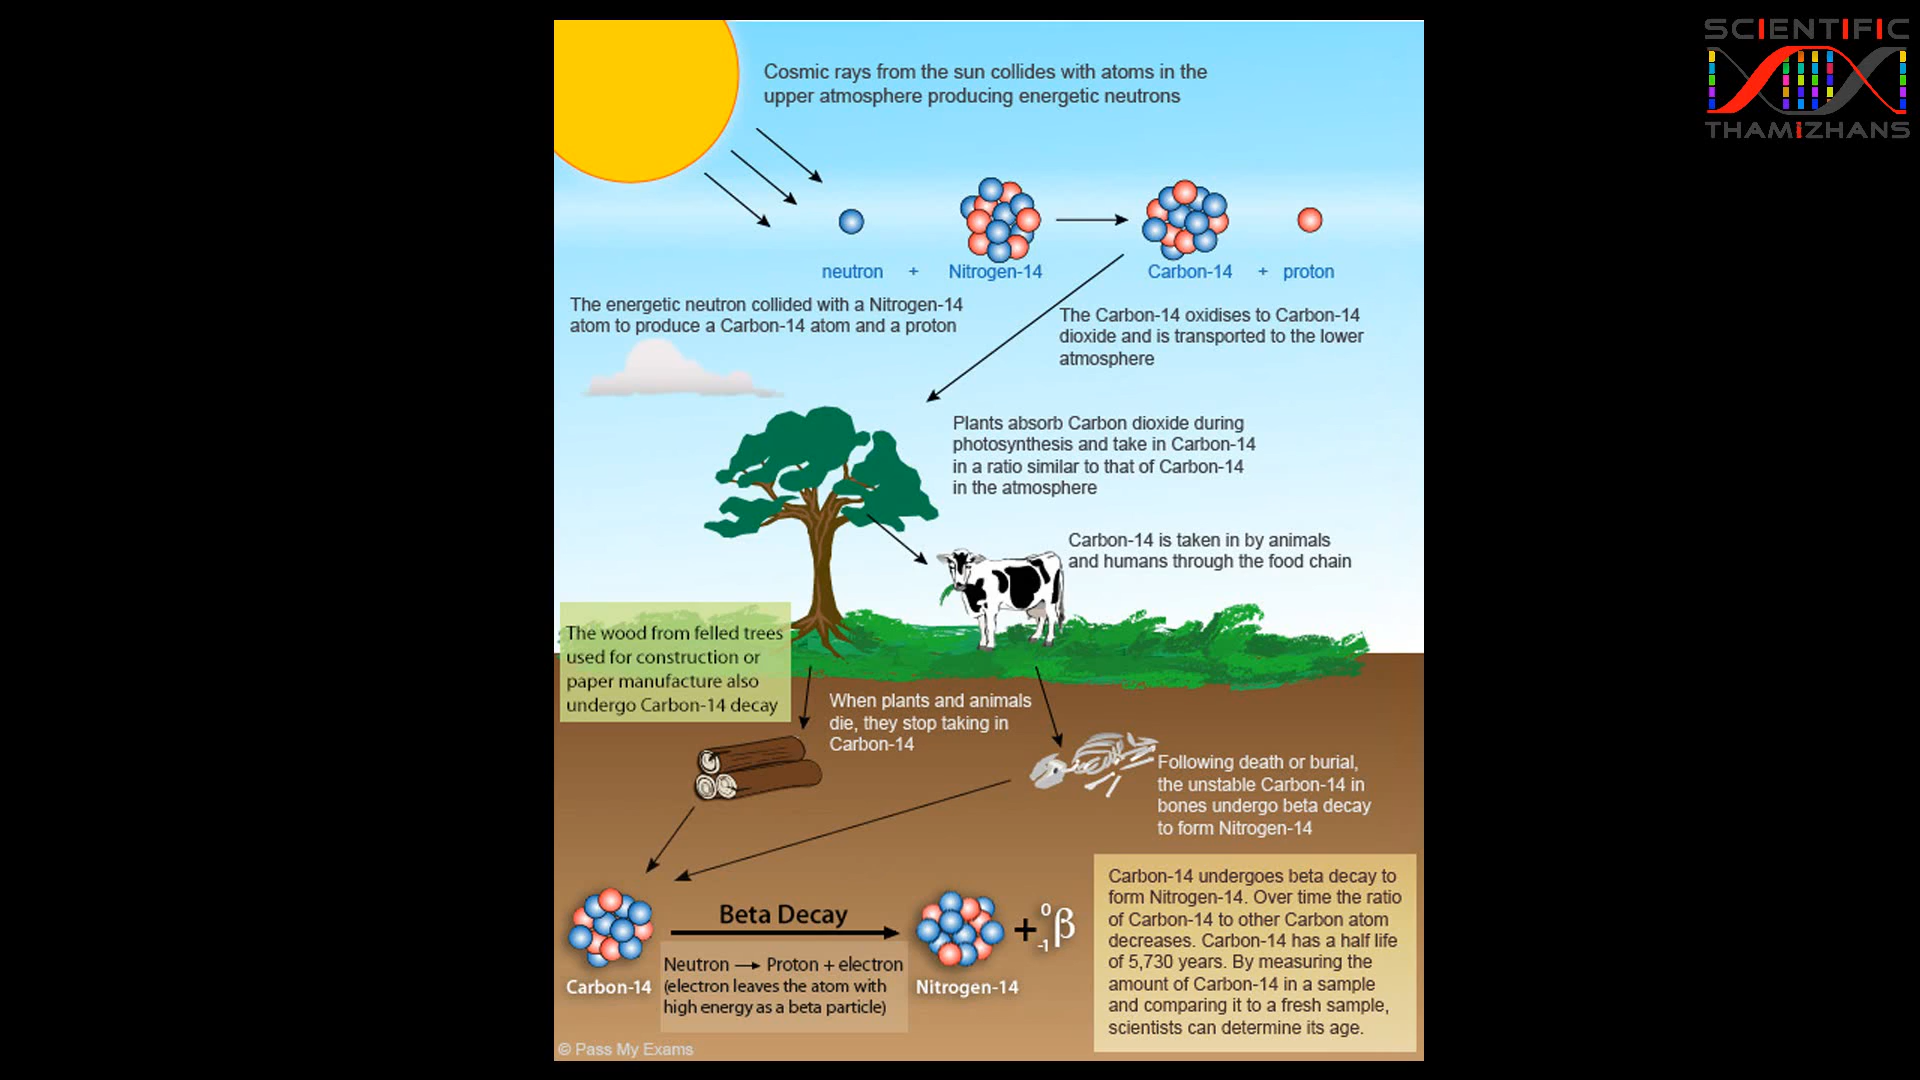 SCIENTIFIC
THAMiZHANS
Cosmic rays from the sun collides with atoms in the
upper atmosphere producing energetic neutrons
neutron + Nitrogen-14
Carbon-14 + proton
The energetic neutron collided with a Nitrogen-14
atom to produce a Carbon-14 atom and a proton
The Carbon-14 oxidises to Carbon-14
dioxide and is transported to the lower
atmosphere
Plants absorb Carbon dioxide during
photosynthesis and take in Carbon-14
in a ratio similar to that of Carbon-14
in the atmosphere
Carbon-14 is taken in by animals
and humans through the food chain
The wood from felled trees
used for construction or
paper manufacture also
undergo Carbon-14 decay
When plants and animals
die, they stop taking in
Carbon-14
Following death or burial,
the unstable Carbon-14 in
bones undergo beta decay
to form Nitrogen-14
Beta Decay
+ 0 -1 β
Neutron → Proton + electron
(electron leaves the atom with
high energy as a beta particle)
Carbon-14
Nitrogen-14
Carbon-14 undergoes beta decay to
form Nitrogen-14. Over time the ratio
of Carbon-14 to other Carbon atom
decreases. Carbon-14 has a half life
of 5,730 years. By measuring the
amount of Carbon-14 in a sample
and comparing it to a fresh sample,
scientists can determine its age.
© Pass My Exams